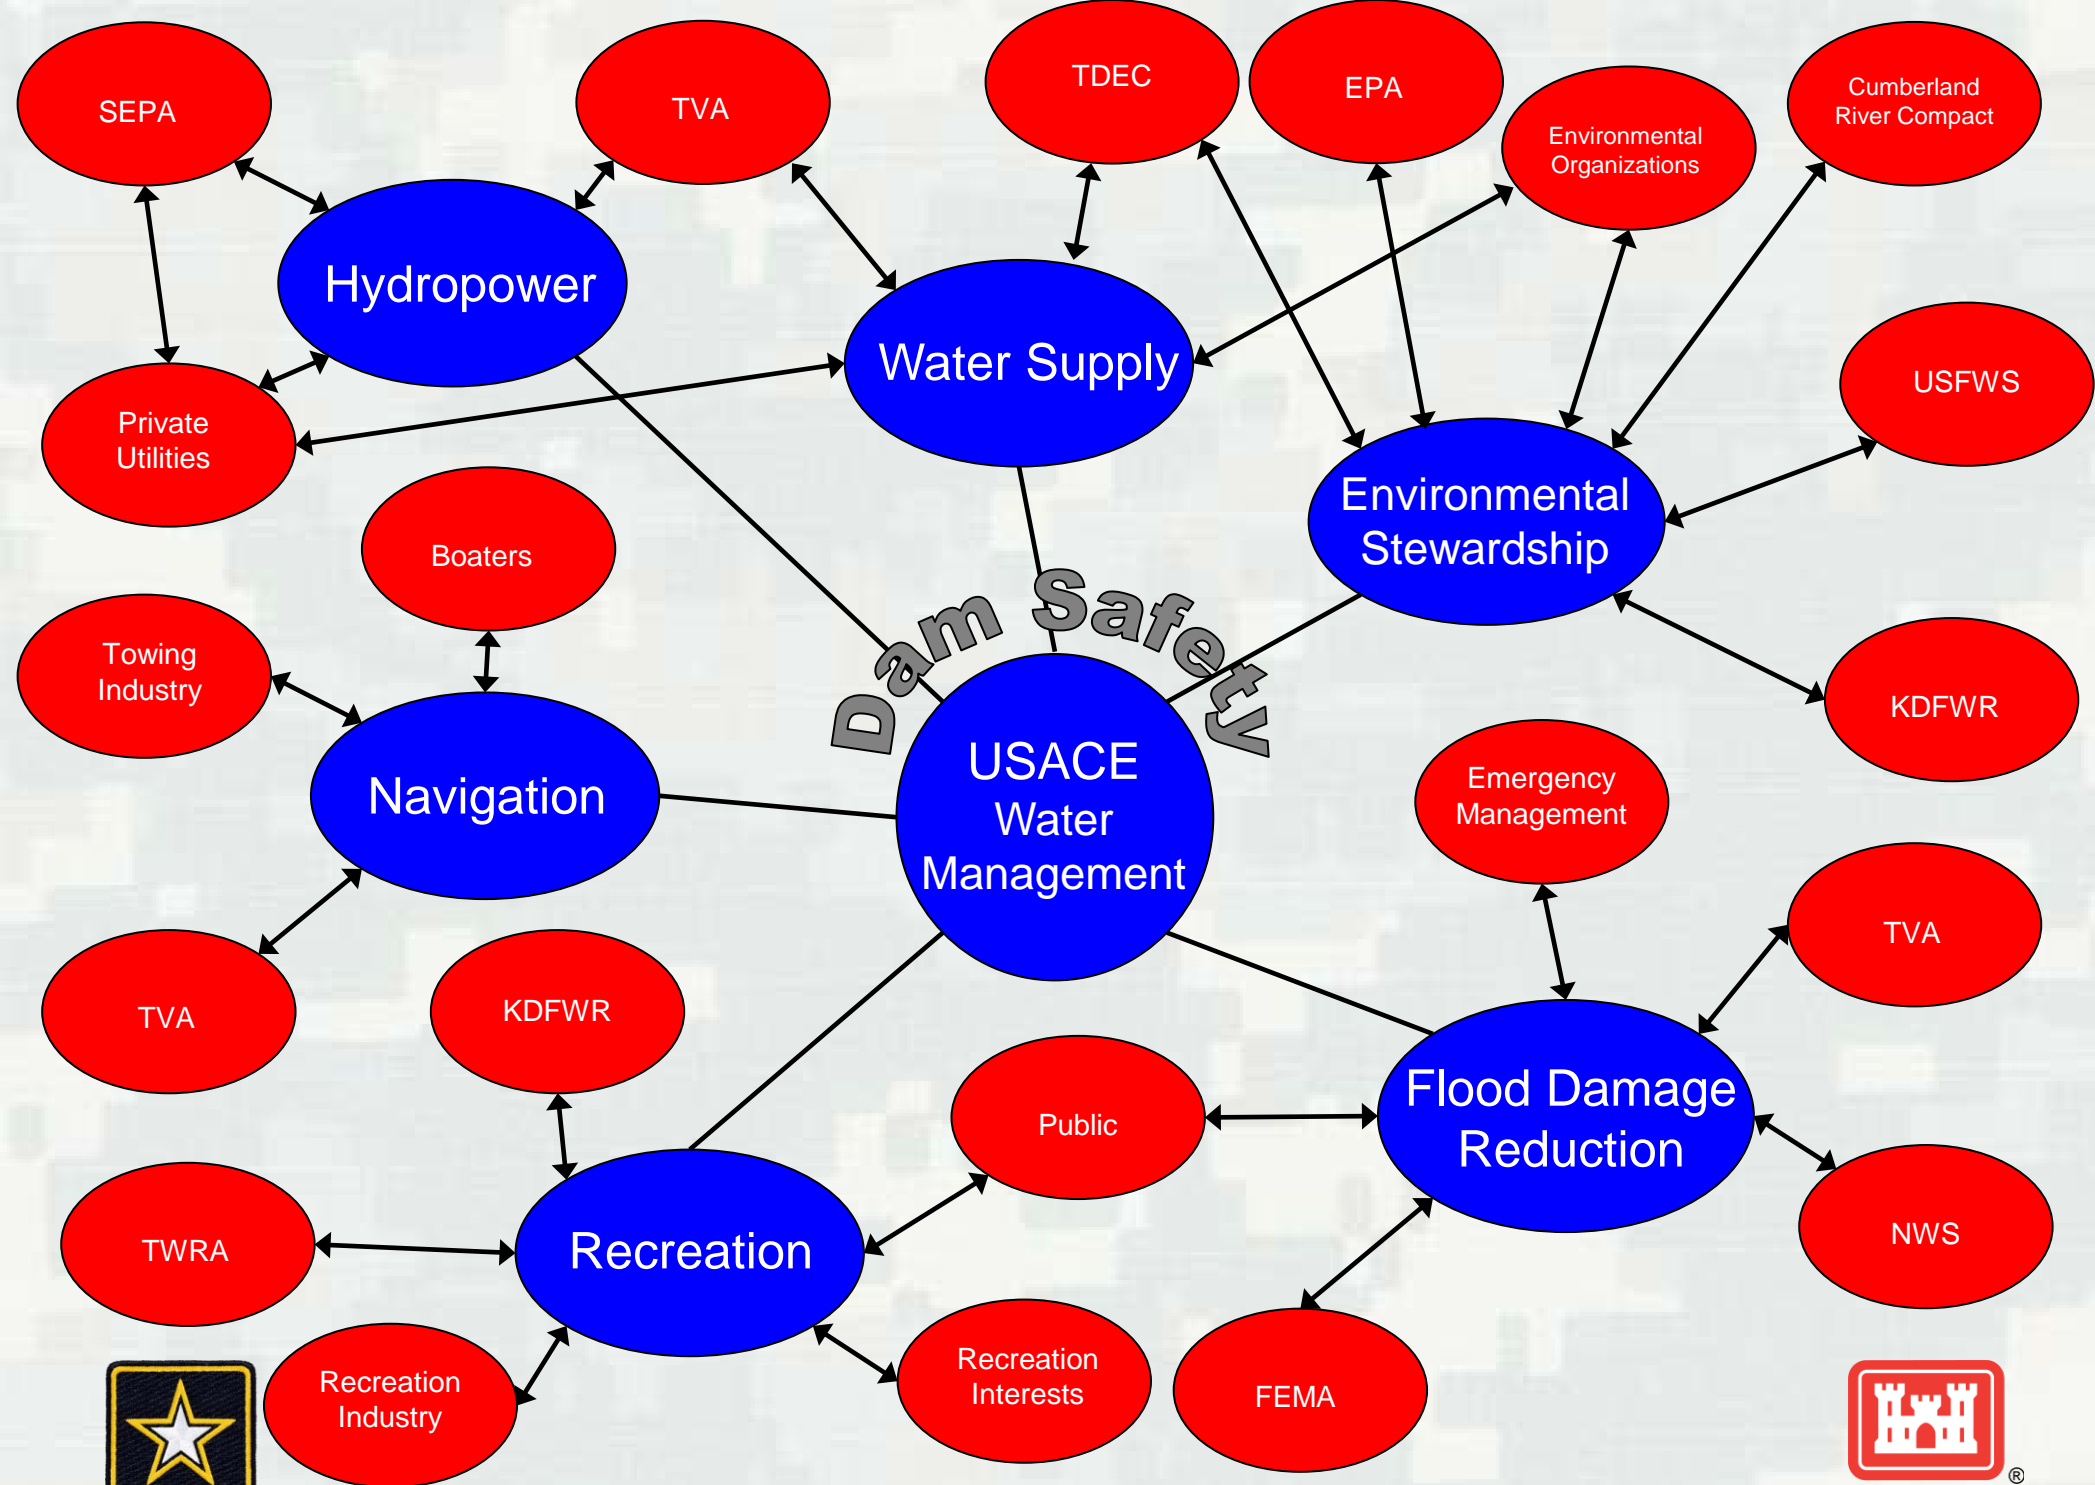 SEPA
TVA
TDEC
EPA
Environmental
Organizations
Cumberland
River Compact
Hydropower
Water Supply
USFWS
Private
Utilities
Environmental
Stewardship
Boaters
Towing
Industry
Dam Safety
KDFWR
Navigation
USACE
Water
Management
Emergency
Management
TVA
TVA
KDFWR
Public
Flood Damage
Reduction
TWRA
Recreation
NWS
Recreation
Industry
Recreation
Interests
FEMA
®